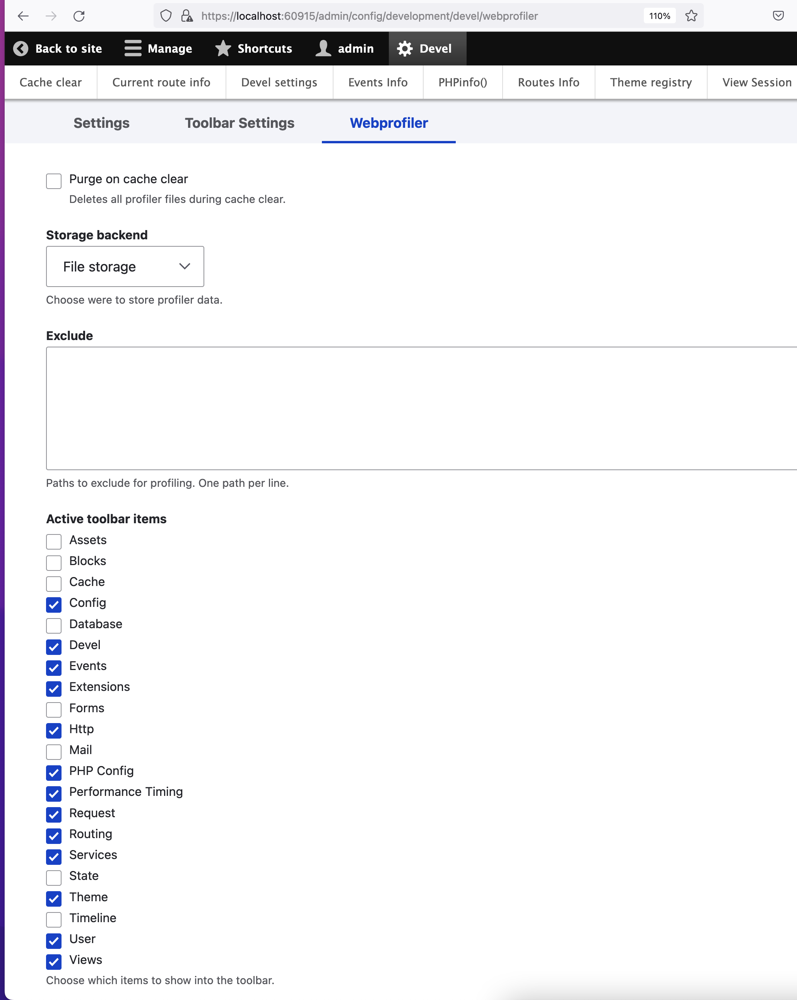 https://localhost:60915/admin/config/development/devel/webprofiler 110%
Back to site Manage Shortcuts admin Devel
Cache clear Current route info Devel settings Events Info PHPinfo() Routes Info Theme registry View Session
Settings Toolbar Settings Webprofiler
Purge on cache clear
Deletes all profiler files during cache clear.
Storage backend
File storage
Choose were to store profiler data.
Exclude
Paths to exclude for profiling. One path per line.
Active toolbar items
Assets
Blocks
Cache
Config
Database
Devel
Events
Extensions
Forms
Http
Mail
PHP Config
Performance Timing
Request
Routing
Services
State
Theme
Timeline
User
Views
Choose which items to show into the toolbar.